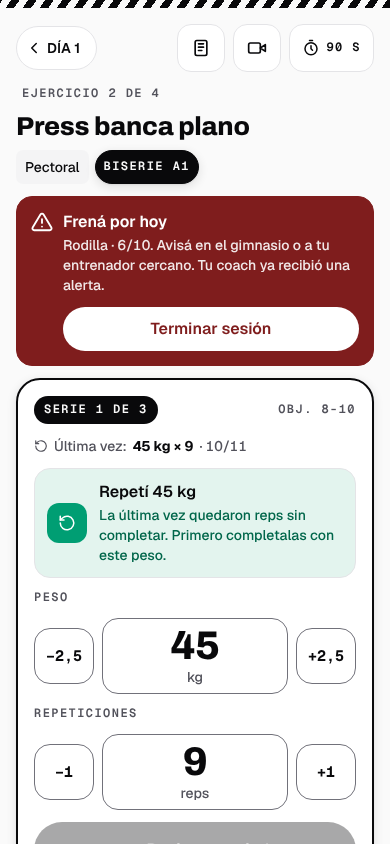 DÍA 1
90 S
EJERCICIO 2 DE 4
Press banca plano
Pectoral
BISERIE A1
Frená por hoy
Rodilla · 6/10. Avisá en el gimnasio o a tu
entrenador cercano. Tu coach ya recibió una
alerta.
Terminar sesión
SERIE 1 DE 3
OBJ. 8-10
Última vez: 45 kg × 9 · 10/11
Repetí 45 kg
La última vez quedaron reps sin
completar. Primero completalas con
este peso.
PESO
−2,5
45
kg
+2,5
REPETICIONES
−1
9
reps
+1